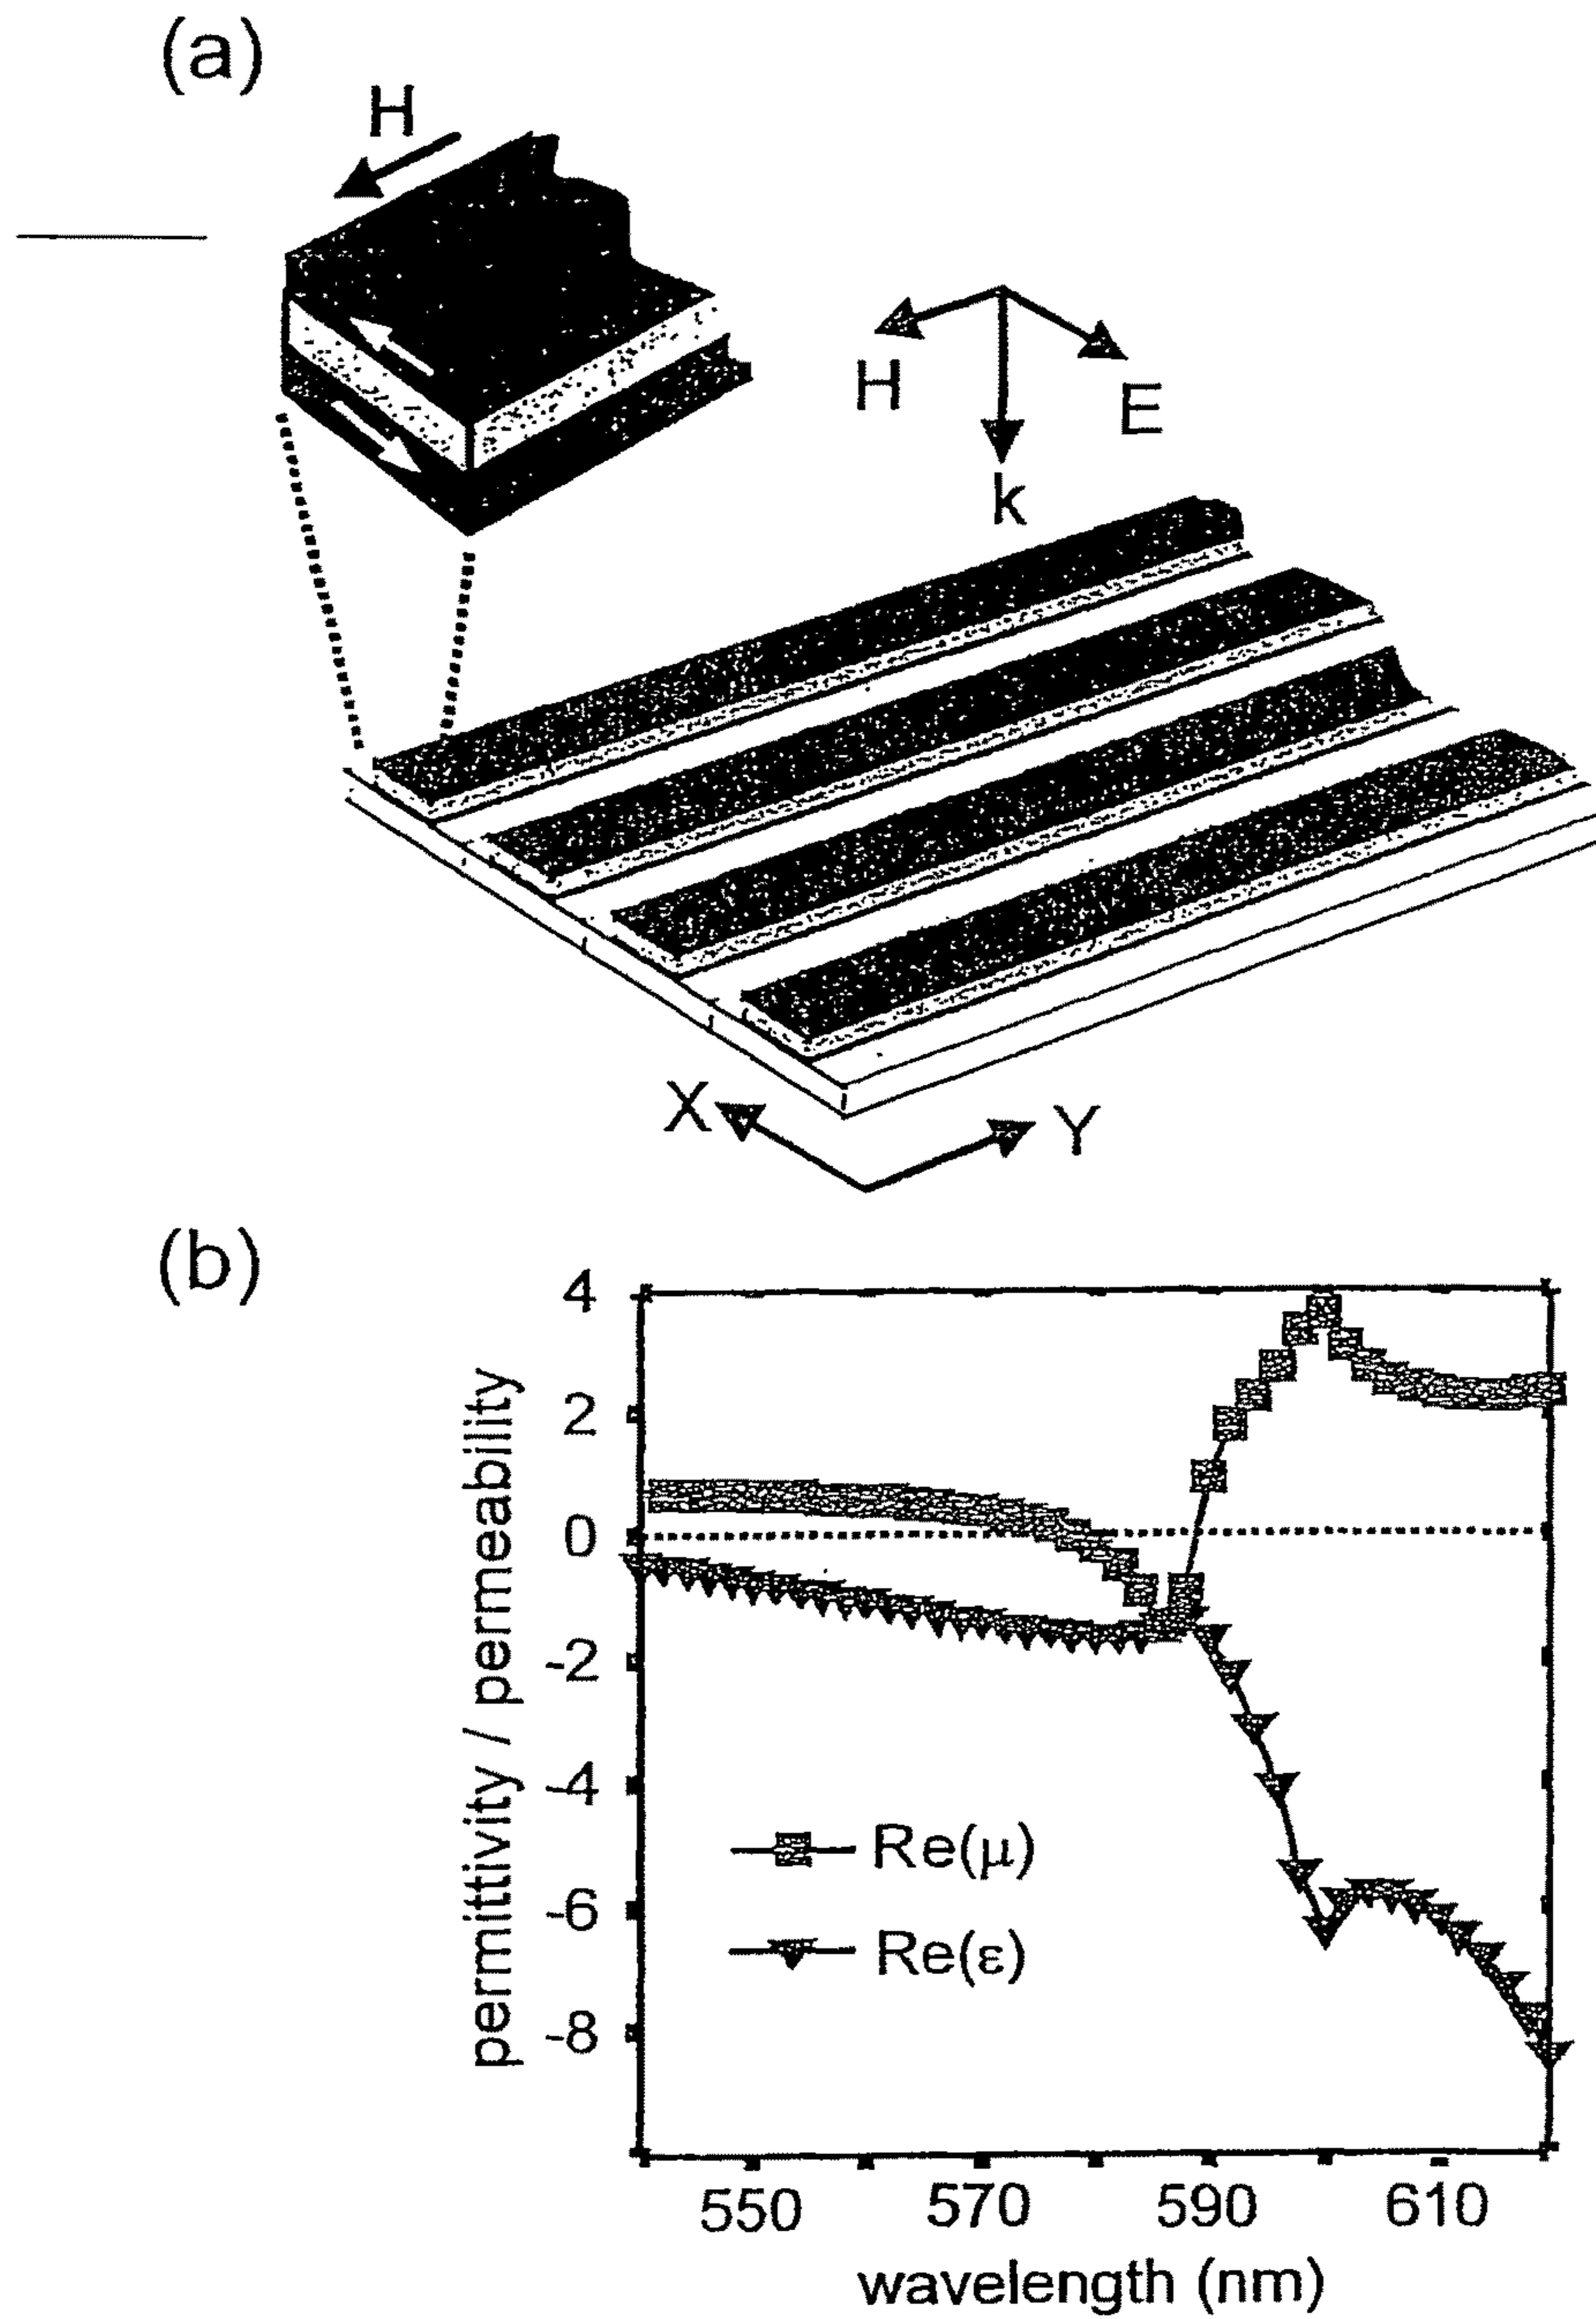 (a)
H
H
E
k
X
Y
(b)
4
2
0
-2
-4
-6
-8
permittivity / permeability
Re(μ)
Re(ε)
550 570 590 610
wavelength (nm)